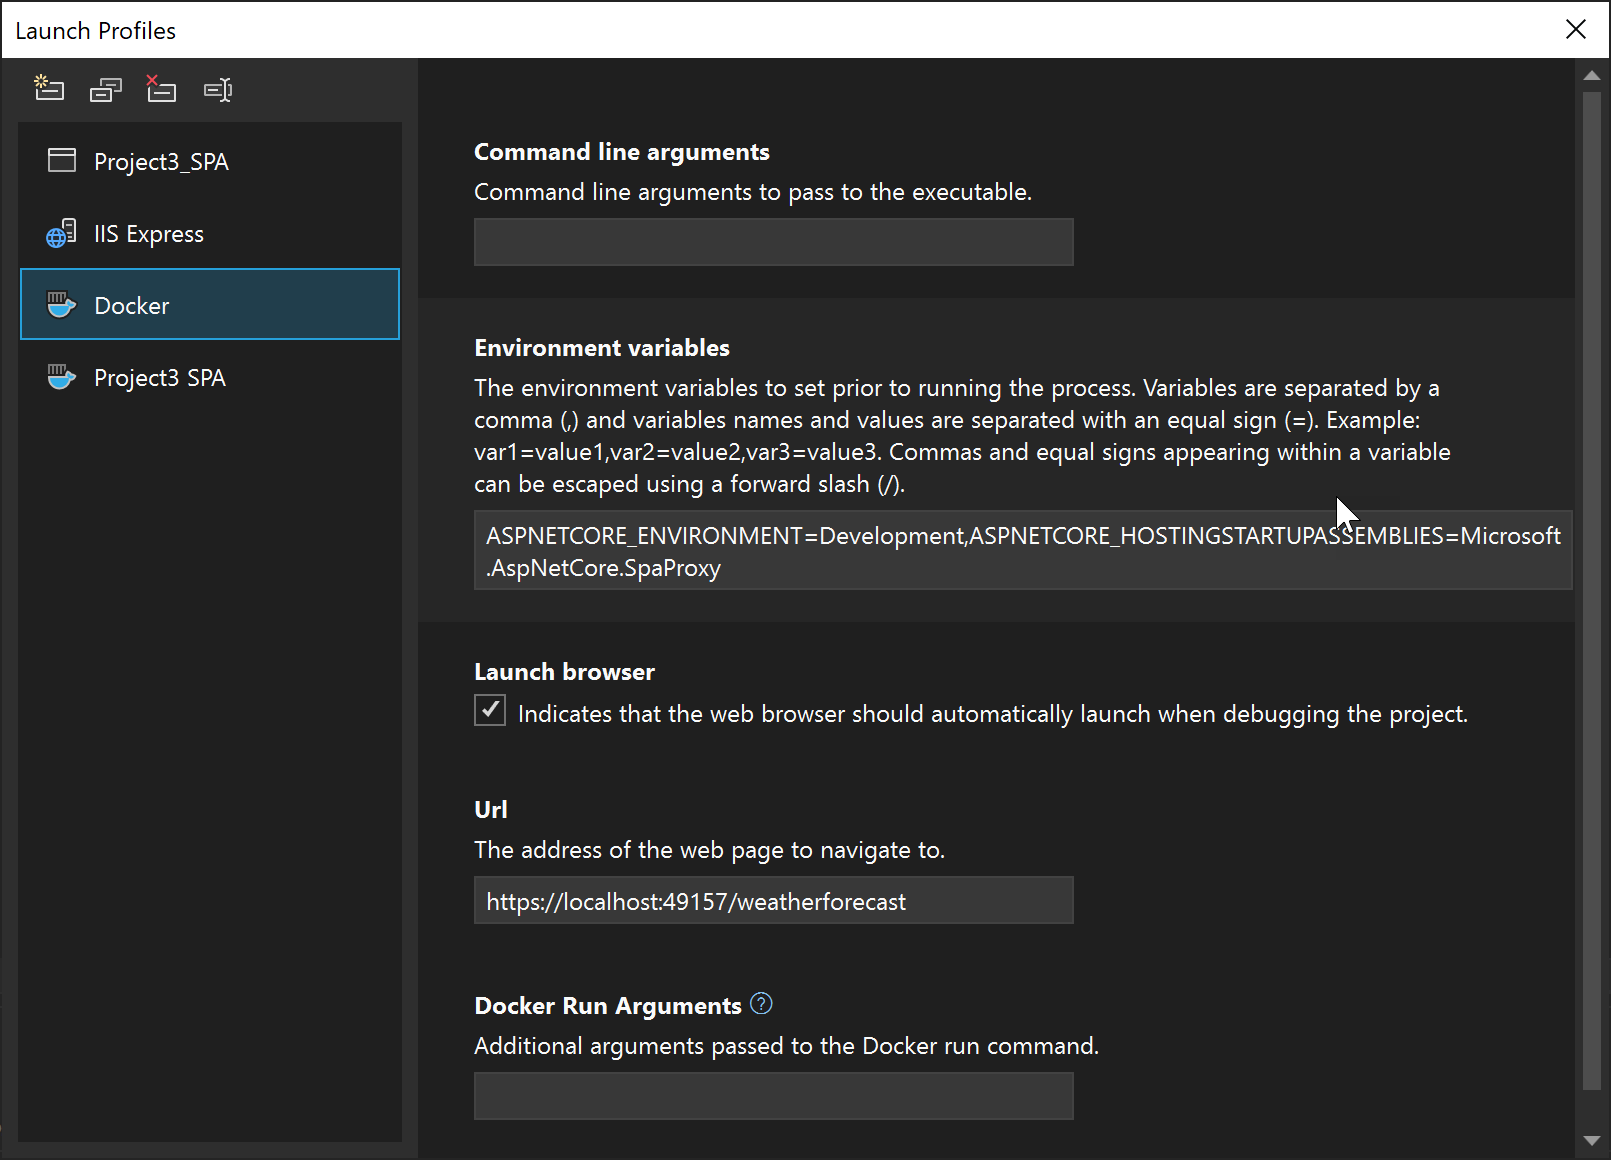 Launch Profiles
Project3_SPA
IIS Express
Docker
Project3 SPA
Command line arguments
Command line arguments to pass to the executable.
Environment variables
The environment variables to set prior to running the process. Variables are separated by a
comma (,) and variables names and values are separated with an equal sign (=). Example:
var1=value1,var2=value2,var3=value3. Commas and equal signs appearing within a variable
can be escaped using a forward slash (/).
ASPNETCORE_ENVIRONMENT=Development,ASPNETCORE_HOSTINGSTARTUPASSEMBLIES=Microsoft
.AspNetCore.SpaProxy
Launch browser
Indicates that the web browser should automatically launch when debugging the project.
Url
The address of the web page to navigate to.
https://localhost:49157/weatherforecast
Docker Run Arguments ?
Additional arguments passed to the Docker run command.